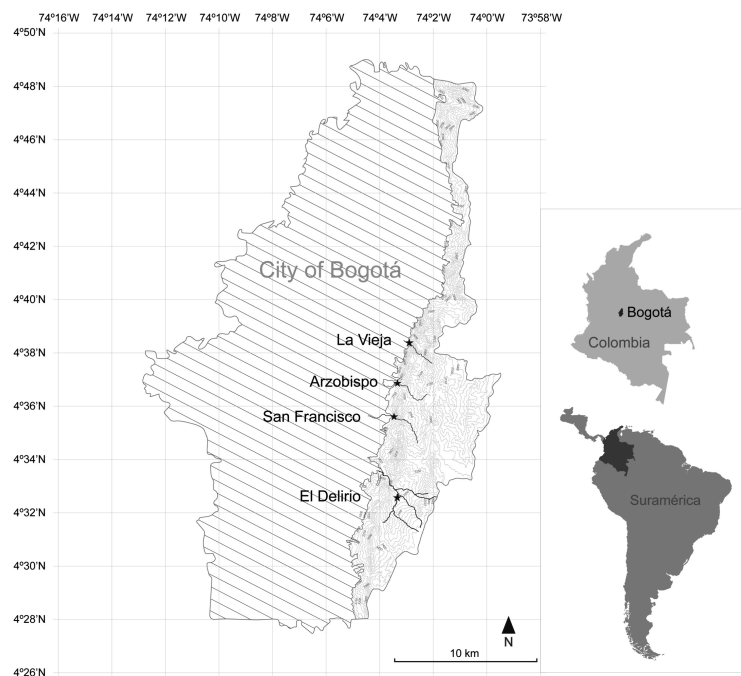 74°16'W 74°14'W 74°12'W 74°10'W 74°8'W 74°6'W 74°4'W 74°2'W 74°0'W 73°58'W
4°50'N
4°48'N
4°46'N
4°44'N
4°42'N
4°40'N
4°38'N
4°36'N
4°34'N
4°32'N
4°30'N
4°28'N
4°26'N
City of Bogotá
La Vieja
Arzobispo
San Francisco
El Delirio
N
10 km
Bogotá
Colombia
Suramérica